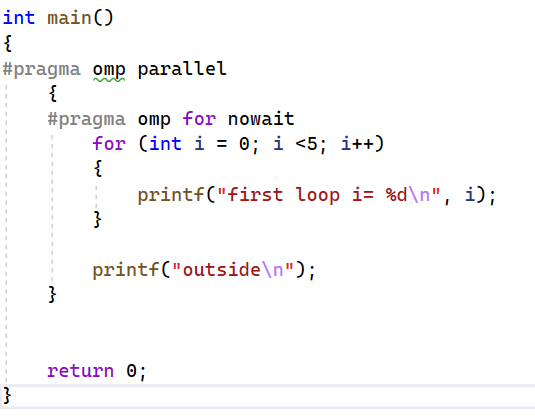 int main()
{
#pragma omp parallel
    {
    #pragma omp for nowait
        for (int i = 0; i <5; i++)
        {
            printf("first loop i= %d\n", i);
        }

        printf("outside\n");
    }


    return 0;
}